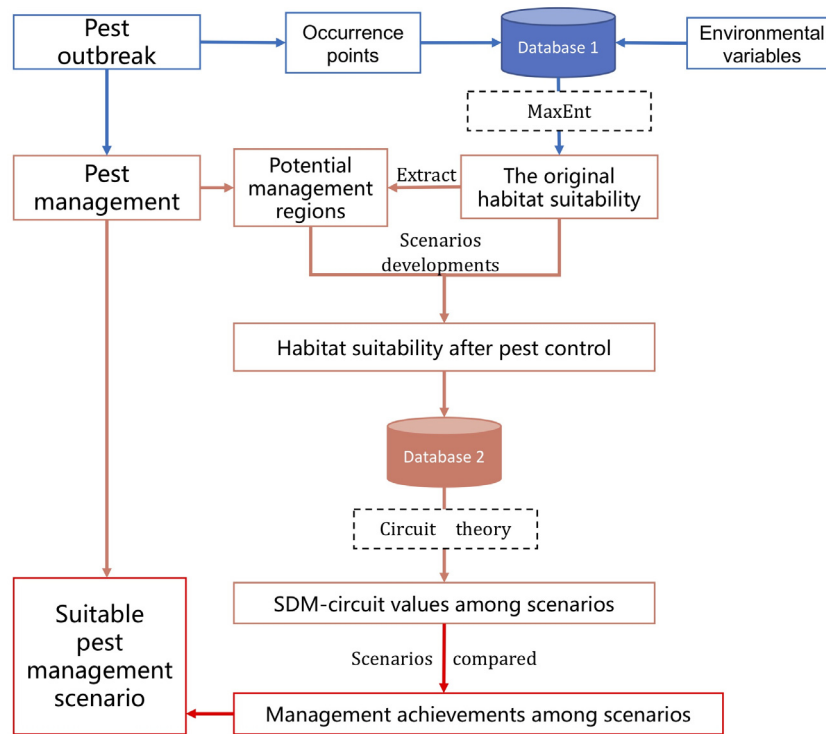 Pest
outbreak
Occurrence
points
Database 1
Environmental
variables
MaxEnt
Pest
management
Potential
management
regions
Extract
The original
habitat suitability
Scenarios
developments
Habitat suitability after pest control
Database 2
Circuit theory
SDM-circuit values among scenarios
Scenarios compared
Suitable
pest
management
scenario
Management achievements among scenarios